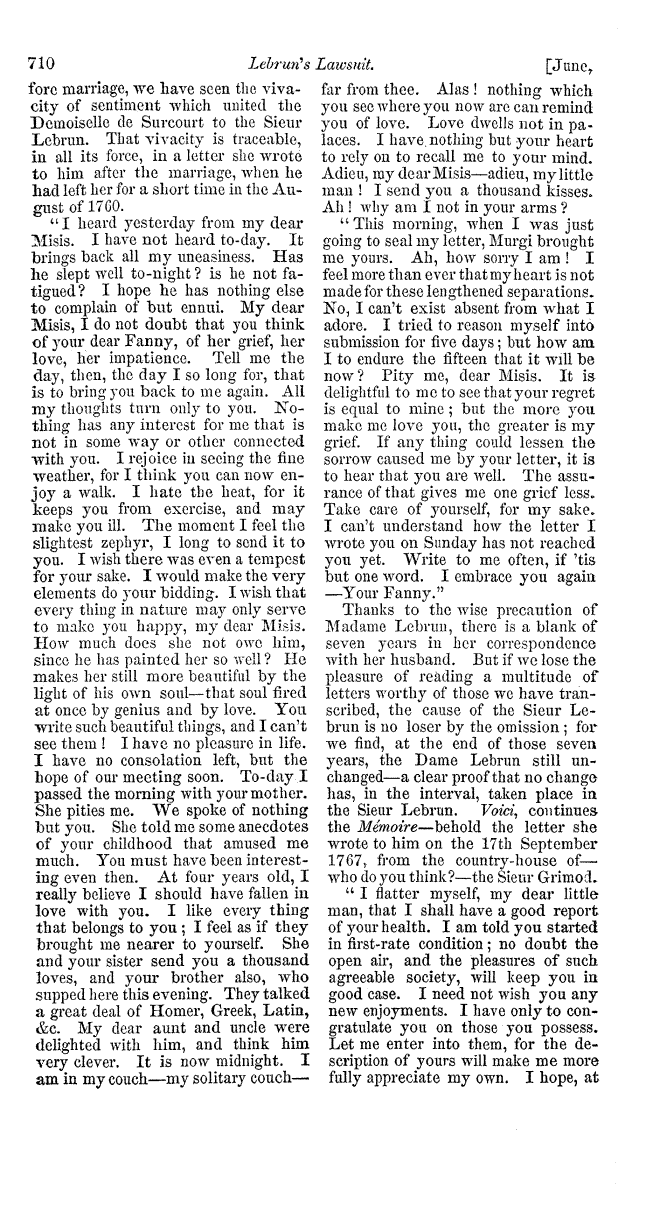 710 Lebrun's Lawsuit. [June,
fore marriage, we have seen the viva-
city of sentiment which united the
Demoiselle de Surcourt to the Sieur
Lebrun. That vivacity is traceable,
in all its force, in a letter she wrote
to him after the marriage, when he
had left her for a short time in the Au-
gust of 1760.
"I heard yesterday from my dear
Misis. I have not heard to-day. It
brings back all my uneasiness. Has
he slept well to-night? is he not fa-
tigued? I hope he has nothing else
to complain of but ennui. My dear
Misis, I do not doubt that you think
of your dear Fanny, of her grief, her
love, her impatience. Tell me the
day, then, the day I so long for, that
is to bring you back to me again. All
my thoughts turn only to you. No-
thing has any interest for me that is
not in some way or other connected
with you. I rejoice in seeing the fine
weather, for I think you can now en-
joy a walk. I hate the heat, for it
keeps you from exercise, and may
make you ill. The moment I feel the
slightest zephyr, I long to send it to
you. I wish there was even a tempest
for your sake. I would make the very
elements do your bidding. I wish that
every thing in nature may only serve
to make you happy, my dear Misis.
How much does she not owe him,
since he has painted her so well? He
makes her still more beautiful by the
light of his own soul—that soul fired
at once by genius and by love. You
write such beautiful things, and I can't
see them! I have no pleasure in life.
I have no consolation left, but the
hope of our meeting soon. To-day I
passed the morning with your mother.
She pities me. We spoke of nothing
but you. She told me some anecdotes
of your childhood that amused me
much. You must have been interest-
ing even then. At four years old, I
really believe I should have fallen in
love with you. I like every thing
that belongs to you; I feel as if they
brought me nearer to yourself. She
and your sister send you a thousand
loves, and your brother also, who
supped here this evening. They talked
a great deal of Homer, Greek, Latin,
&c. My dear aunt and uncle were
delighted with him, and think him
very clever. It is now midnight. I
am in my couch—my solitary couch—
far from thee. Alas! nothing which
you see where you now are can remind
you of love. Love dwells not in pa-
laces. I have nothing but your heart
to rely on to recall me to your mind.
Adieu, my dear Misis—adieu, my little
man! I send you a thousand kisses.
Ah! why am I not in your arms?
"This morning, when I was just
going to seal my letter, Murgi brought
me yours. Ah, how sorry I am! I
feel more than ever that my heart is not
made for these lengthened separations.
No, I can't exist absent from what I
adore. I tried to reason myself into
submission for five days; but how am
I to endure the fifteen that it will be
now? Pity me, dear Misis. It is
delightful to me to see that your regret
is equal to mine; but the more you
make me love you, the greater is my
grief. If any thing could lessen the
sorrow caused me by your letter, it is
to hear that you are well. The assu-
rance of that gives me one grief less.
Take care of yourself, for my sake.
I can't understand how the letter I
wrote you on Sunday has not reached
you yet. Write to me often, if 'tis
but one word. I embrace you again
—Your Fanny."
Thanks to the wise precaution of
Madame Lebrun, there is a blank of
seven years in her correspondence
with her husband. But if we lose the
pleasure of reading a multitude of
letters worthy of those we have tran-
scribed, the cause of the Sieur Le-
brun is no loser by the omission; for
we find, at the end of those seven
years, the Dame Lebrun still un-
changed—a clear proof that no change
has, in the interval, taken place in
the Sieur Lebrun. Voici, continues
the Mémoire—behold the letter she
wrote to him on the 17th September
1767, from the country-house of—
who do you think?—the Sieur Grimod.
"I flatter myself, my dear little
man, that I shall have a good report
of your health. I am told you started
in first-rate condition; no doubt the
open air, and the pleasures of such
agreeable society, will keep you in
good case. I need not wish you any
new enjoyments. I have only to con-
gratulate you on those you possess.
Let me enter into them, for the de-
scription of yours will make me more
fully appreciate my own. I hope, at